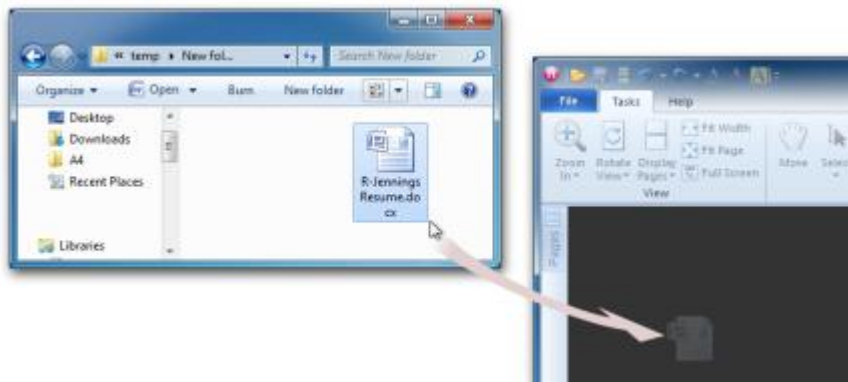 « temp ▸ New fol...
Search New folder
Organize ▾ Open ▾ Burn New folder
Desktop
Downloads
A4
Recent Places
Libraries
R-Jennings
Resume.do
cx
File Tasks Help
Zoom
In
Rotate
View
Display
Pages
Fit Width
Fit Page
Full Screen
Move
Select
View
Pages